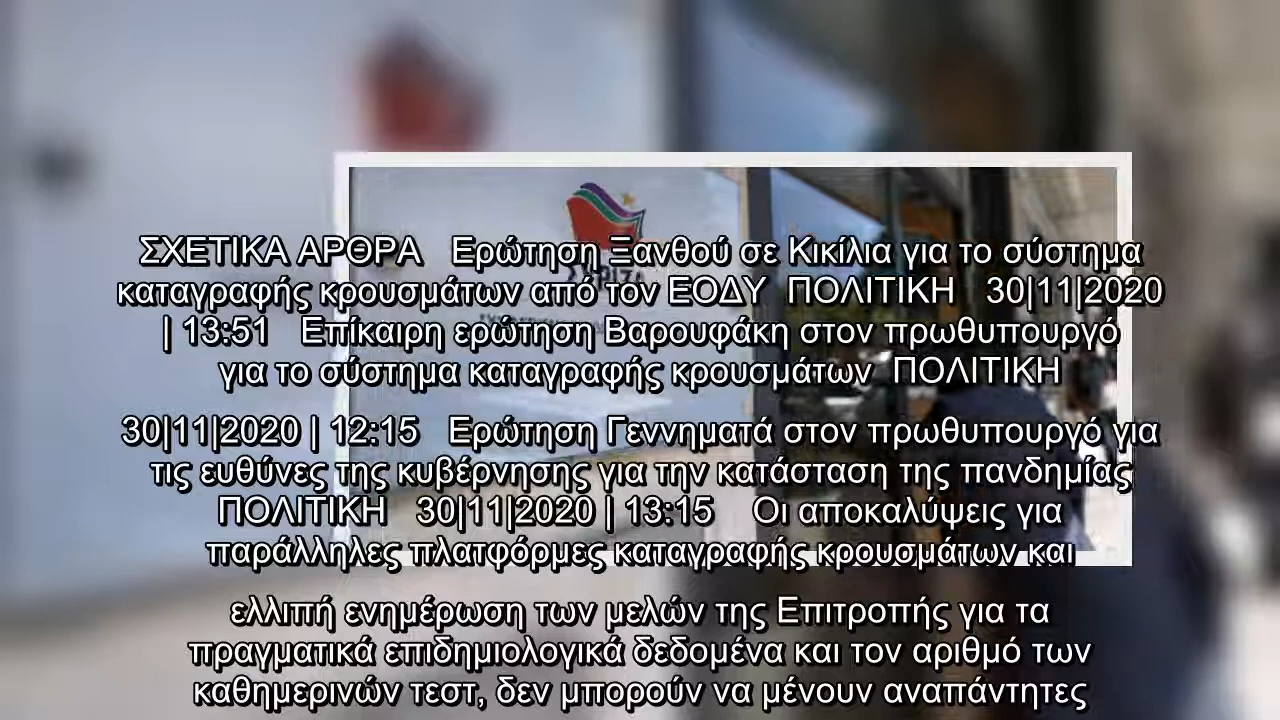 ΣΧΕΤΙΚΑ ΑΡΘΡΑ Ερώτηση Ξανθού σε Κικίλια για το σύστημα
καταγραφής κρουσμάτων από τον ΕΟΔΥ ΠΟΛΙΤΙΚΗ 30|11|2020
| 13:51 Επίκαιρη ερώτηση Βαρουφάκη στον πρωθυπουργό
για το σύστημα καταγραφής κρουσμάτων ΠΟΛΙΤΙΚΗ
30|11|2020 | 12:15 Ερώτηση Γεννηματά στον πρωθυπουργό για
τις ευθύνες της κυβέρνησης για την κατάσταση της πανδημίας
ΠΟΛΙΤΙΚΗ 30|11|2020 | 13:15 Οι αποκαλύψεις για
παράλληλες πλατφόρμες καταγραφής κρουσμάτων και
ελλιπή ενημέρωση των μελών της Επιτροπής για τα
πραγματικά επιδημιολογικά δεδομένα και τον αριθμό των
καθημερινών τεστ, δεν μπορούν να μένουν αναπάντητες